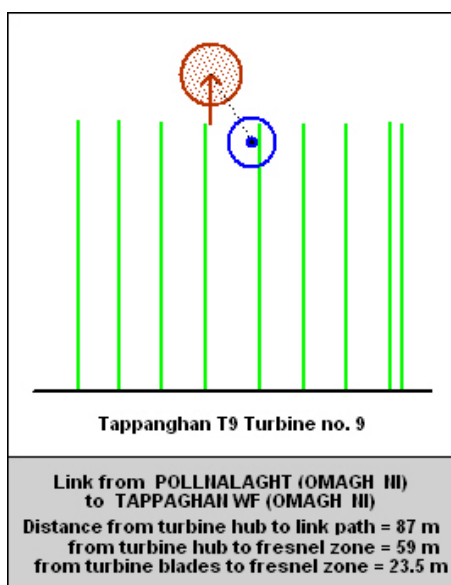 Tappanghan T9 Turbine no. 9
Link from POLLNALAGHT (OMAGH NI)
to TAPPAGHAN WF (OMAGH NI)
Distance from turbine hub to link path = 87 m
from turbine hub to fresnel zone = 59 m
from turbine blades to fresnel zone = 23.5 m